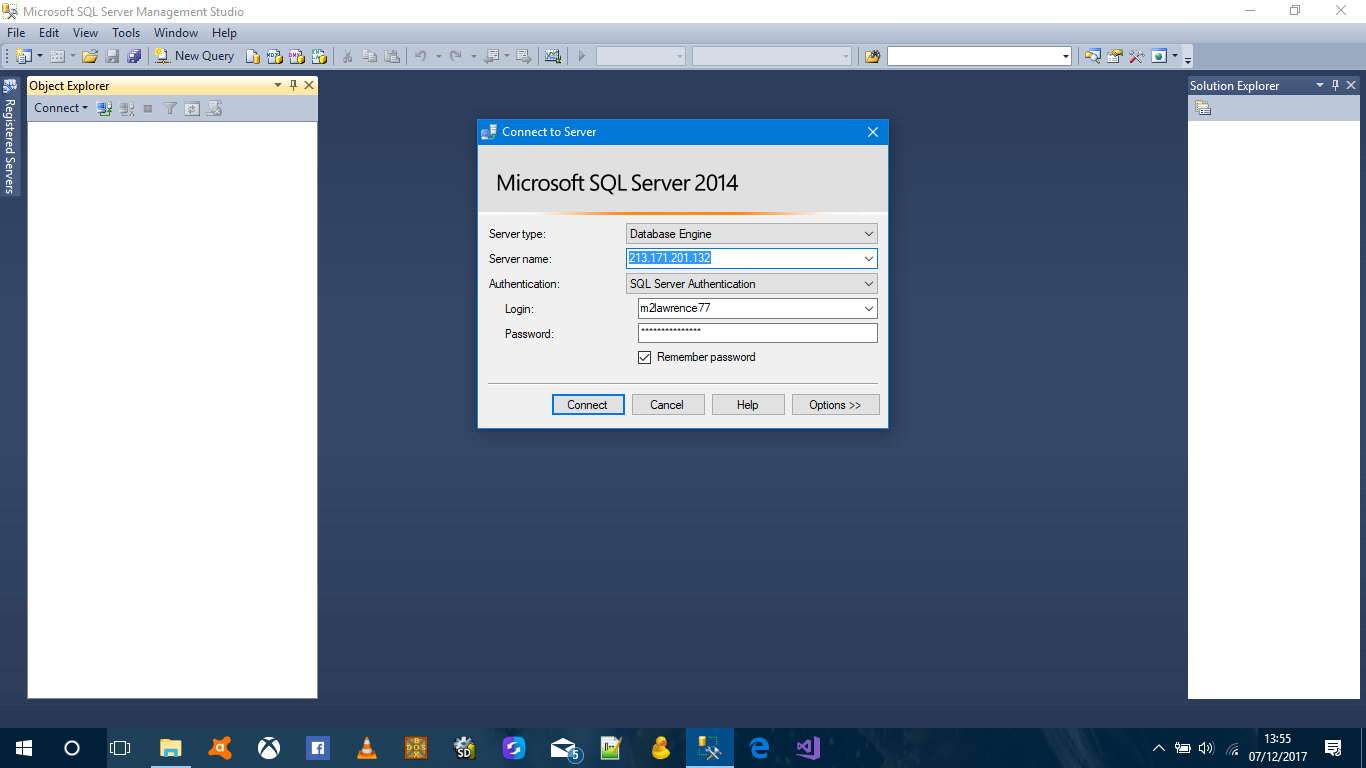 Microsoft SQL Server Management Studio
File Edit View Tools Window Help
New Query
Registered Servers
Object Explorer
Connect
Solution Explorer
Connect to Server
Microsoft SQL Server 2014
Server type: Database Engine
Server name: 213.171.201.132
Authentication: SQL Server Authentication
Login: m2lawrence77
Password: ***************
Remember password
Connect Cancel Help Options >>
5
13:55
07/12/2017